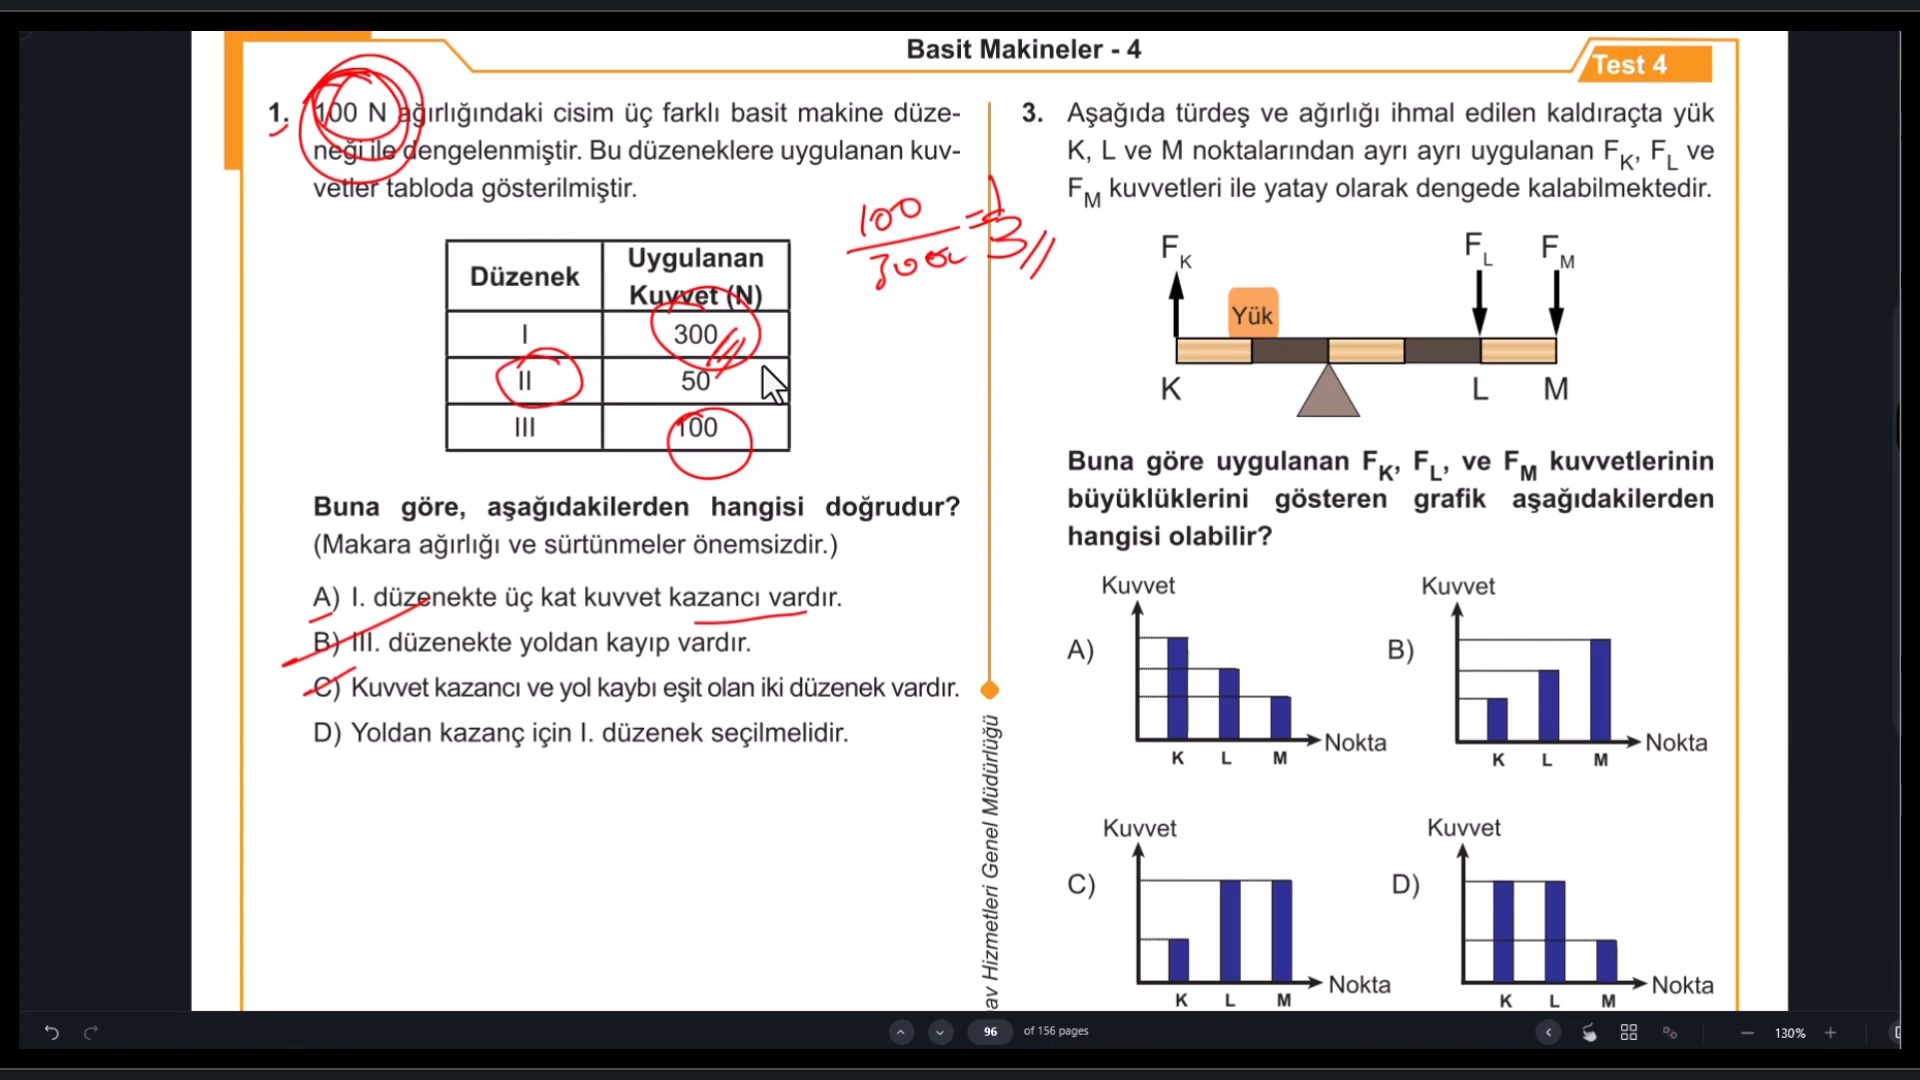 Basit Makineler - 4
Test 4
1. 100 N ağırlığındaki cisim üç farklı basit makine düze-
neği ile dengelenmiştir. Bu düzeneklere uygulanan kuv-
vetler tabloda gösterilmiştir.
Düzenek
Uygulanan
Kuvvet (N)
I 300
II 50
III 100
100
300
= 1
3
Buna göre, aşağıdakilerden hangisi doğrudur?
(Makara ağırlığı ve sürtünmeler önemsizdir.)
A) I. düzenekte üç kat kuvvet kazancı vardır.
B) III. düzenekte yoldan kayıp vardır.
C) Kuvvet kazancı ve yol kaybı eşit olan iki düzenek vardır.
D) Yoldan kazanç için I. düzenek seçilmelidir.
av Hizmetleri Genel Müdürlüğü
3. Aşağıda türdeş ve ağırlığı ihmal edilen kaldıraçta yük
K, L ve M noktalarından ayrı ayrı uygulanan FK, FL ve
FM kuvvetleri ile yatay olarak dengede kalabilmektedir.
FK FL FM
Yük
K L M
Buna göre uygulanan FK, FL, ve FM kuvvetlerinin
büyüklüklerini gösteren grafik aşağıdakilerden
hangisi olabilir?
A)
Kuvvet
K L M
Nokta
B)
Kuvvet
K L M
Nokta
C)
Kuvvet
K L M
Nokta
D)
Kuvvet
K L M
Nokta
96 of 156 pages
130%